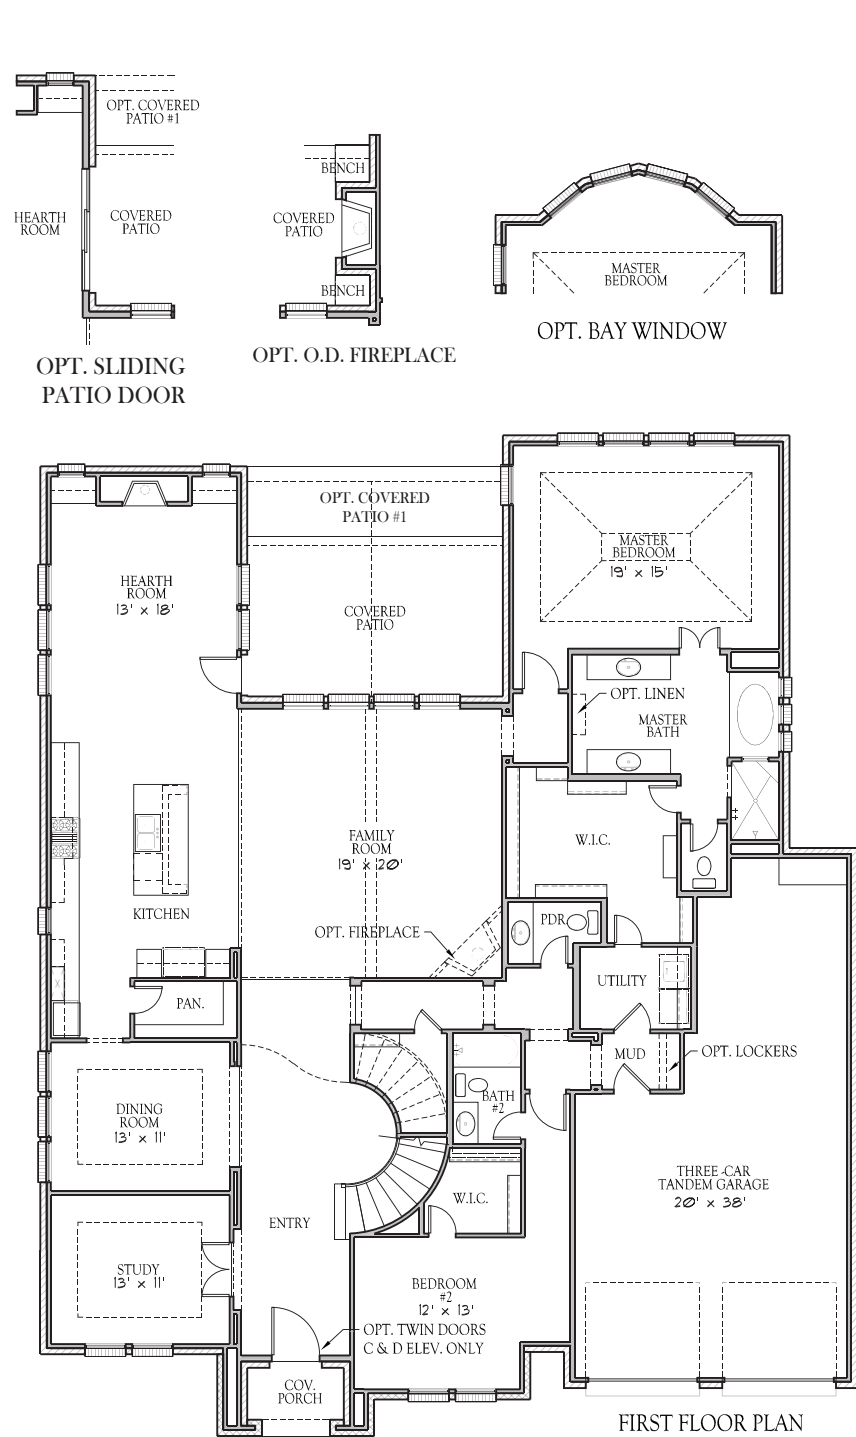 OPT. COVERED
PATIO #1
HEARTH
ROOM
COVERED
PATIO
OPT. SLIDING
PATIO DOOR
BENCH
COVERED
PATIO
BENCH
OPT. O.D. FIREPLACE
MASTER
BEDROOM
OPT. BAY WINDOW
OPT. COVERED
PATIO #1
MASTER
BEDROOM
19' x 15'
HEARTH
ROOM
13' x 18'
COVERED
PATIO
OPT. LINEN
MASTER
BATH
FAMILY
ROOM
19' x 20'
W.I.C.
KITCHEN
OPT. FIREPLACE
PDR
PAN.
UTILITY
MUD
OPT. LOCKERS
BATH
#2
DINING
ROOM
13' x 11'
THREE-CAR
TANDEM GARAGE
20' x 38'
W.I.C.
ENTRY
STUDY
13' x 11'
BEDROOM
#2
12' x 13'
OPT. TWIN DOORS
C & D ELEV. ONLY
COV.
PORCH
FIRST FLOOR PLAN